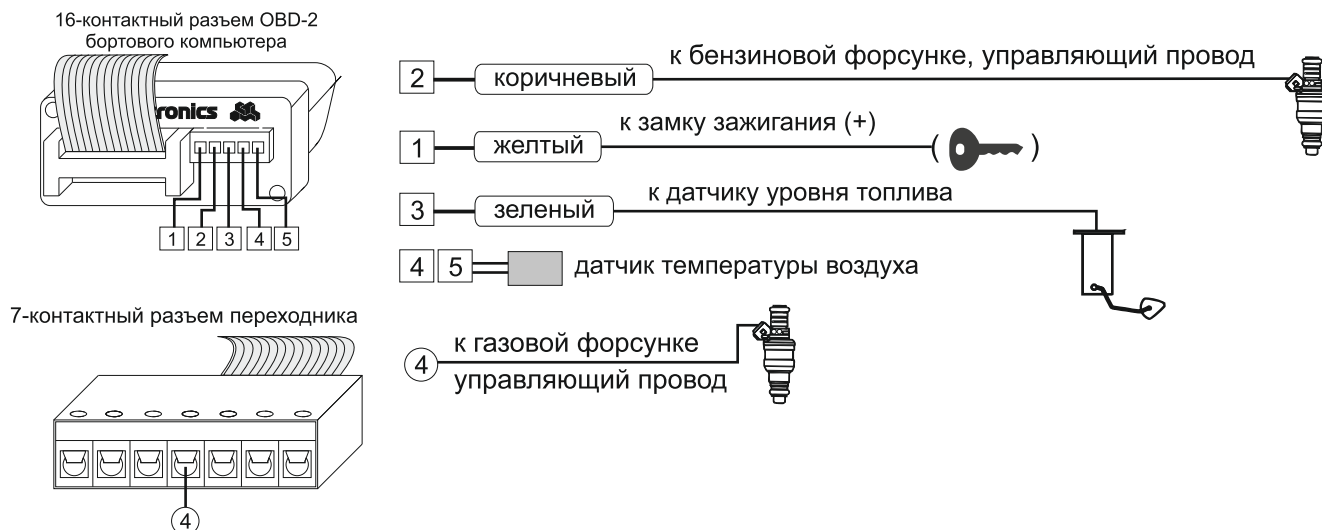 16-контактный разъем OBD-2
бортового компьютера
ronics
1 2 3 4 5
2 коричневый к бензиновой форсунке, управляющий провод
1 желтый к замку зажигания (+) ( )
3 зеленый к датчику уровня топлива
4 5 датчик температуры воздуха
7-контактный разъем переходника
4
4 к газовой форсунке
управляющий провод